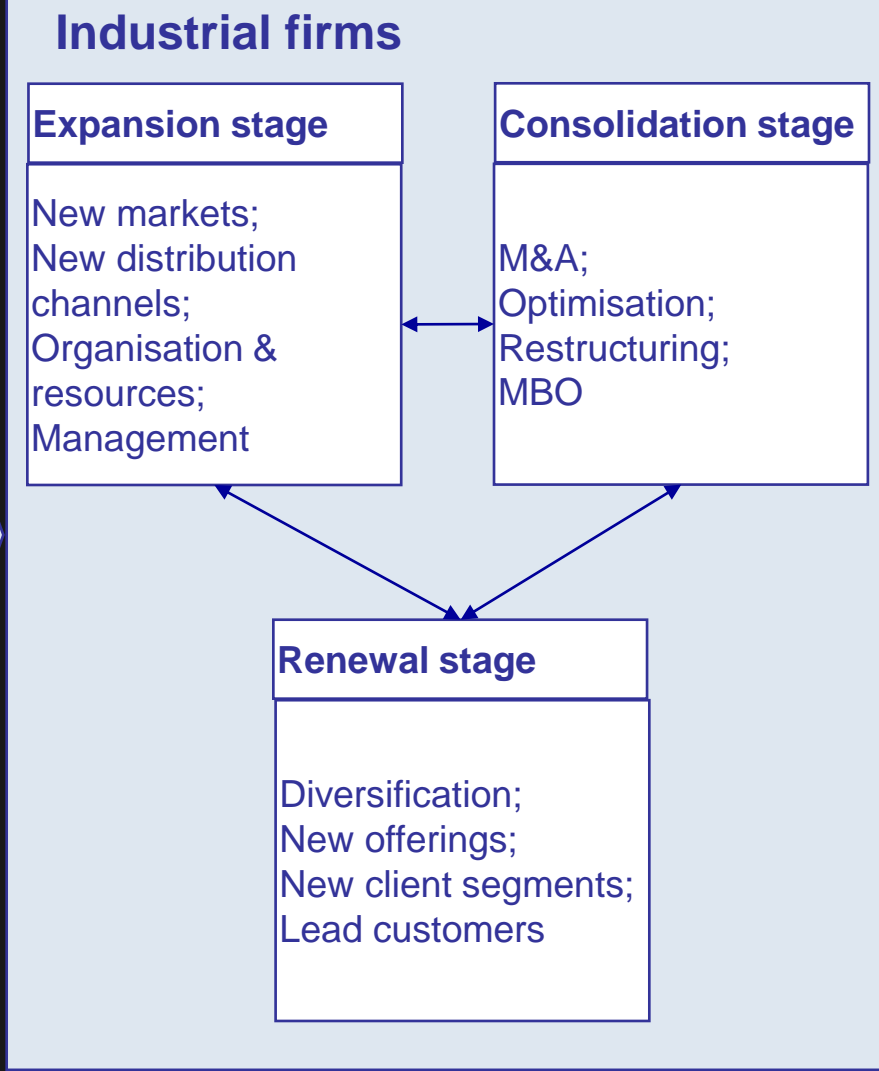 Industrial firms
Expansion stage
New markets;
New distribution
channels;
Organisation &
resources;
Management
Consolidation stage
M&A;
Optimisation;
Restructuring;
MBO
Renewal stage
Diversification;
New offerings;
New client segments;
Lead customers